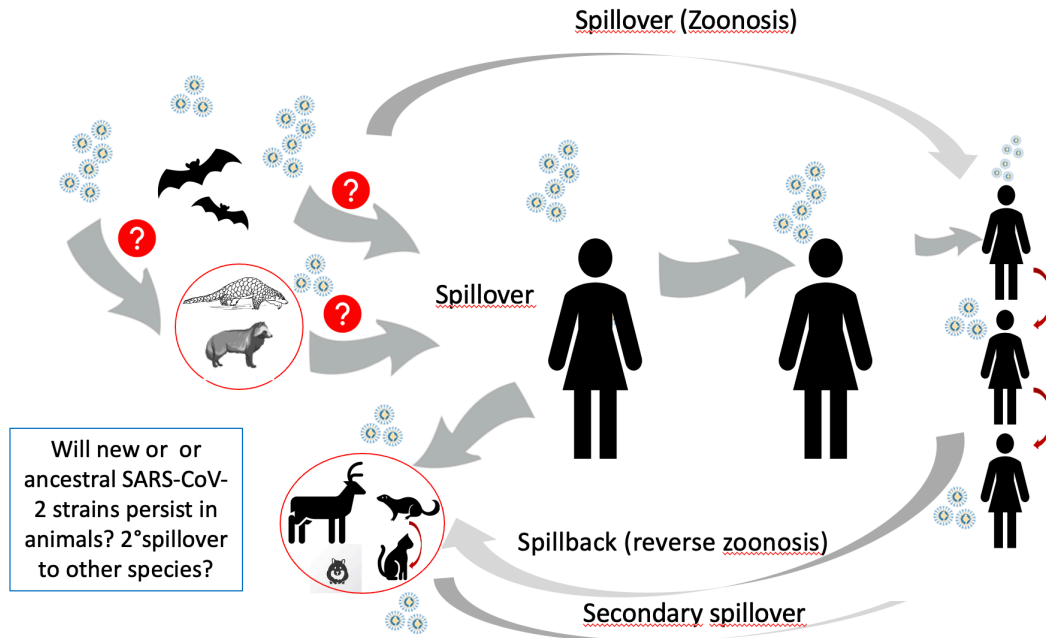 Spillover (Zoonosis)
?
?
?
Spillover
Will new or or
ancestral SARS-CoV-
2 strains persist in
animals? 2°spillover
to other species?
Spillback (reverse zoonosis)
Secondary spillover